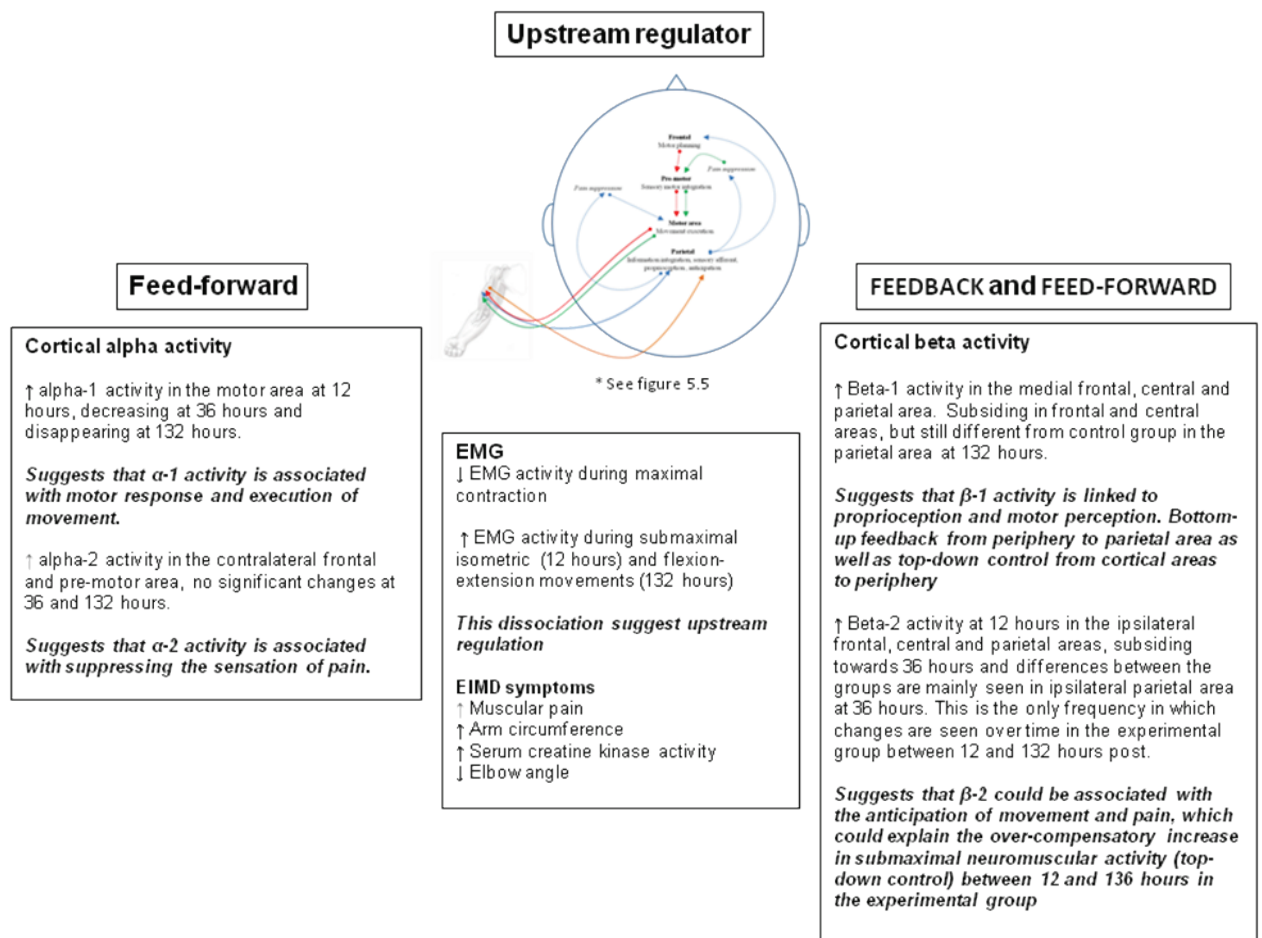 Upstream regulator
Frontal
Motor planning
Pain suppression
Pre motor
Sensory motor integration
Pain suppression
Motor area
Movement execution
Parietal
Information integration, sensory afferent,
proprioception, anticipation
* See figure 5.5
Feed-forward
Cortical alpha activity
↑ alpha-1 activity in the motor area at 12
hours, decreasing at 36 hours and
disappearing at 132 hours.
Suggests that α-1 activity is associated
with motor response and execution of
movement.
↑ alpha-2 activity in the contralateral frontal
and pre-motor area, no significant changes at
36 and 132 hours.
Suggests that α-2 activity is associated
with suppressing the sensation of pain.
EMG
↓ EMG activity during maximal
contraction
↑ EMG activity during submaximal
isometric (12 hours) and flexion-
extension movements (132 hours)
This dissociation suggest upstream
regulation
EIMD symptoms
↑ Muscular pain
↑ Arm circumference
↑ Serum creatine kinase activity
↓ Elbow angle
FEEDBACK and FEED-FORWARD
Cortical beta activity
↑ Beta-1 activity in the medial frontal, central and
parietal area. Subsiding in frontal and central
areas, but still different from control group in the
parietal area at 132 hours.
Suggests that β-1 activity is linked to
proprioception and motor perception. Bottom-
up feedback from periphery to parietal area as
well as top-down control from cortical areas
to periphery
↑ Beta-2 activity at 12 hours in the ipsilateral
frontal, central and parietal areas, subsiding
towards 36 hours and differences between the
groups are mainly seen in ipsilateral parietal area
at 36 hours. This is the only frequency in which
changes are seen over time in the experimental
group between 12 and 132 hours post.
Suggests that β-2 could be associated with
the anticipation of movement and pain, which
could explain the over-compensatory increase
in submaximal neuromuscular activity (top-
down control) between 12 and 136 hours in
the experimental group